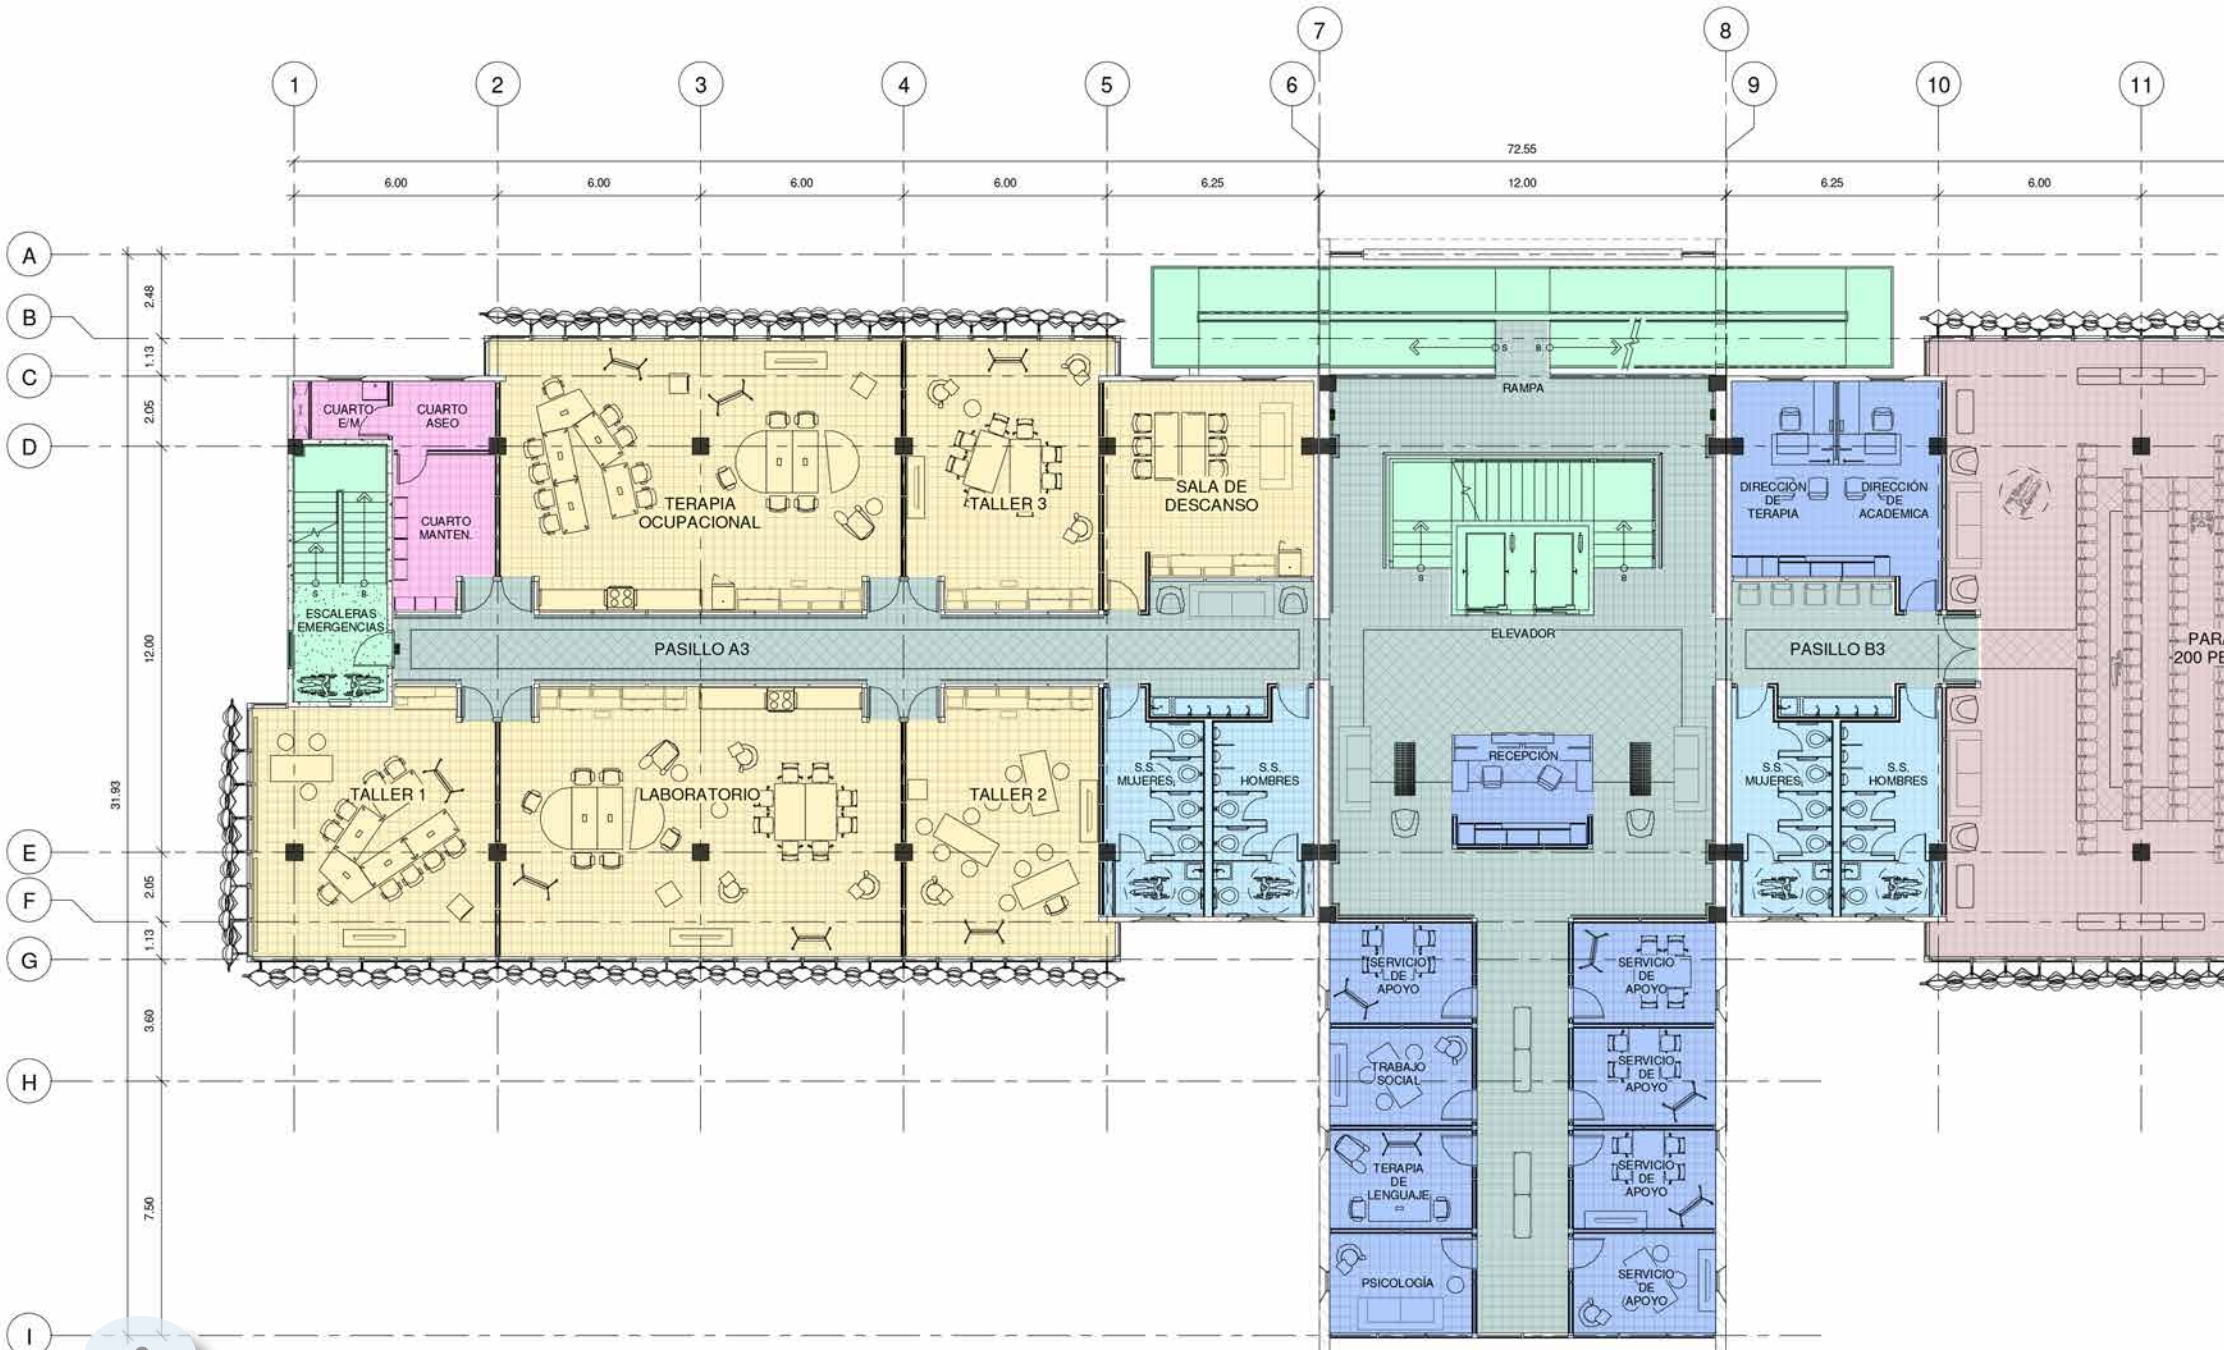 7
8
1
2
3
4
5
6
9
10
11
72.55
6.00
6.00
6.00
6.00
6.25
12.00
6.25
6.00
A
B
C
D
E
F
G
H
I
2.48
1.13
2.05
12.00
31.93
2.05
1.13
3.60
7.50
CUARTO
E/M
CUARTO
ASEO
CUARTO
MANTEN.
S
B
ESCALERAS
EMERGENCIAS
TERAPIA
OCUPACIONAL
TALLER 3
SALA DE
DESCANSO
S
B
RAMPA
S
B
ELEVADOR
DIRECCIÓN
DE
TERAPIA
DIRECCIÓN
DE
ACADEMICA
PASILLO A3
PASILLO B3
PARA
200 PE
TALLER 1
LABORATORIO
TALLER 2
S.S.
MUJERES
S.S.
HOMBRES
RECEPCIÓN
S.S.
MUJERES
S.S.
HOMBRES
SERVICIO
DE
APOYO
SERVICIO
DE
APOYO
TRABAJO
SOCIAL
SERVICIO
DE
APOYO
TERAPIA
DE
LENGUAJE
SERVICIO
DE
APOYO
PSICOLOGÍA
SERVICIO
DE
APOYO